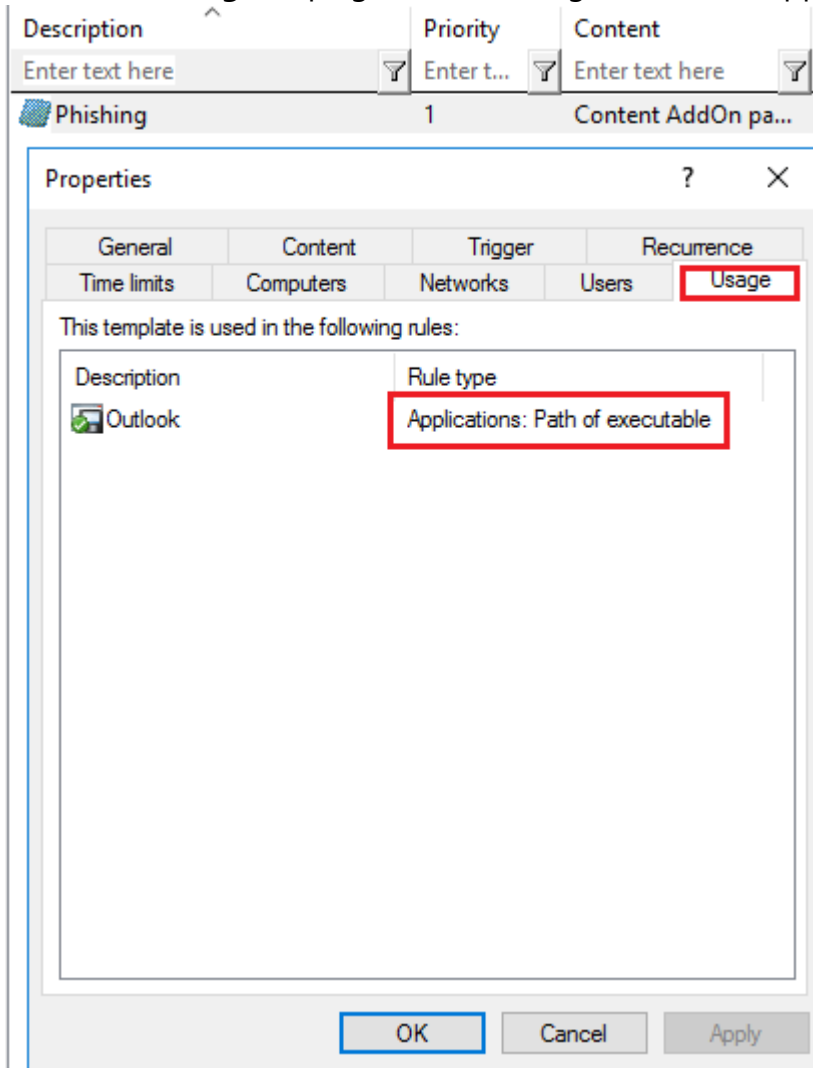 Description Priority Content
Enter text here Enter t... Enter text here
Phishing 1 Content AddOn pa...
Properties ? X
General Content Trigger Recurrence
Time limits Computers Networks Users Usage
This template is used in the following rules:
Description Rule type
Outlook Applications: Path of executable
OK Cancel Apply